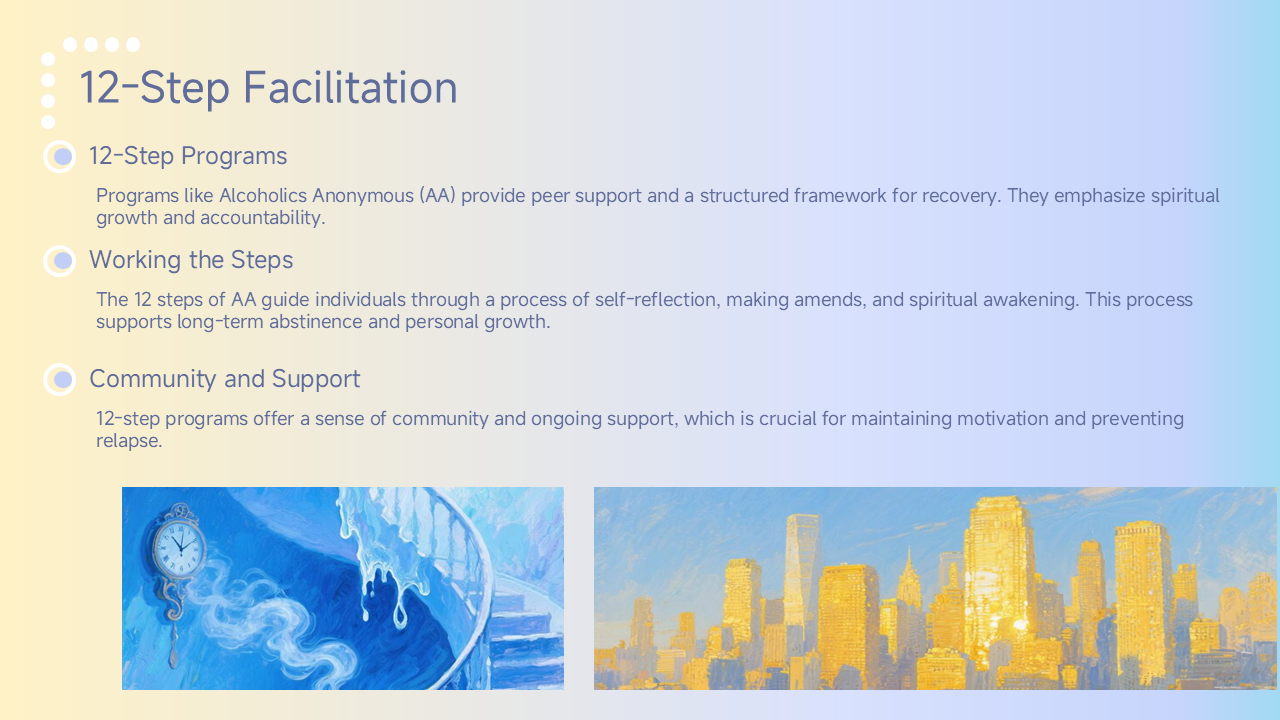 12-Step Facilitation
12-Step Programs
Programs like Alcoholics Anonymous (AA) provide peer support and a structured framework for recovery. They emphasize spiritual
growth and accountability.
Working the Steps
The 12 steps of AA guide individuals through a process of self-reflection, making amends, and spiritual awakening. This process
supports long-term abstinence and personal growth.
Community and Support
12-step programs offer a sense of community and ongoing support, which is crucial for maintaining motivation and preventing
relapse.